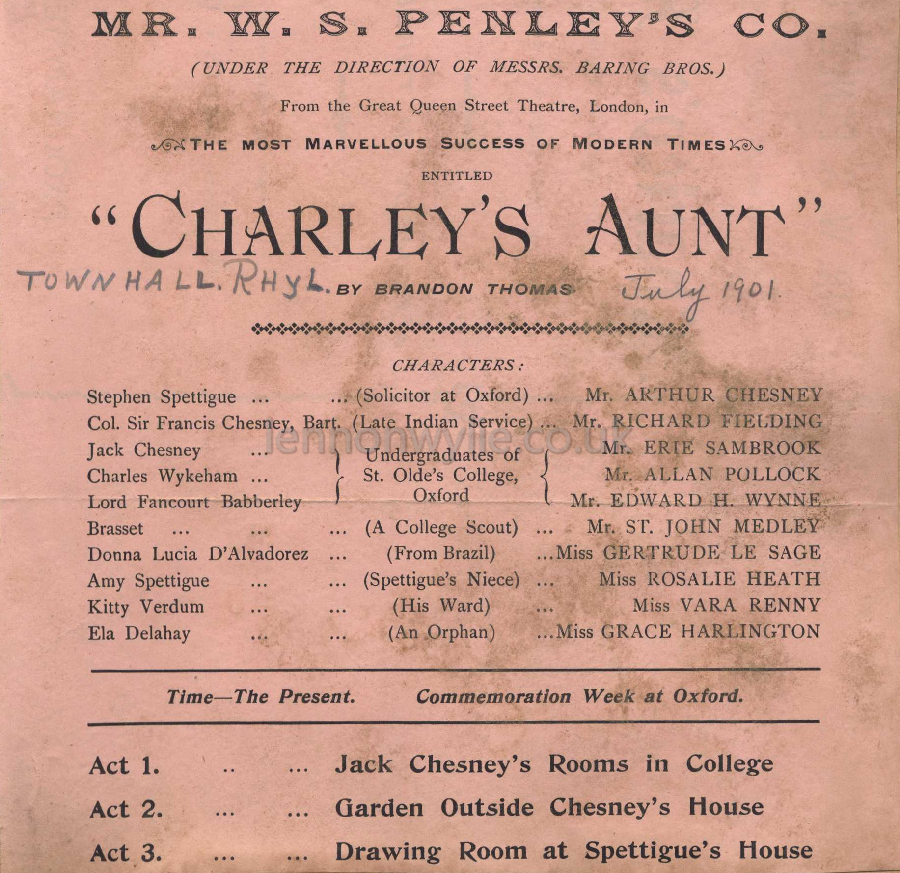 MR. W. S. PENLEY'S CO.
(UNDER THE DIRECTION OF MESSRS. BARING BROS.)
From the Great Queen Street Theatre, London, in
THE MOST MARVELLOUS SUCCESS OF MODERN TIMES
ENTITLED
"CHARLEY'S AUNT"
TOWNHALL. RHYL. BY BRANDON THOMAS July 1901.
CHARACTERS:
Stephen Spettigue ... ... (Solicitor at Oxford) ... Mr. ARTHUR CHESNEY
Col. Sir Francis Chesney, Bart. (Late Indian Service) ... Mr. RICHARD FIELDING
lennonwylie.co.uk
Jack Chesney ... Undergraduates of Mr. ERIE SAMBROOK
Charles Wykeham ... St. Olde's College, Mr. ALLAN POLLOCK
Lord Fancourt Babberley Oxford Mr. EDWARD H. WYNNE
Brasset ... ... ... (A College Scout) ... Mr. ST. JOHN MEDLEY
Donna Lucia D'Alvadorez ... (From Brazil) ... Miss GERTRUDE LE SAGE
Amy Spettigue ... ... (Spettigue's Niece) ... Miss ROSALIE HEATH
Kitty Verdum ... ... (His Ward) ... Miss VARA RENNY
Ela Delahay ... ... (An Orphan) ... Miss GRACE HARLINGTON
Time—The Present. Commemoration Week at Oxford.
Act 1. .. ... Jack Chesney's Rooms in College
Act 2. ... ... Garden Outside Chesney's House
Act 3. ... ... Drawing Room at Spettigue's House